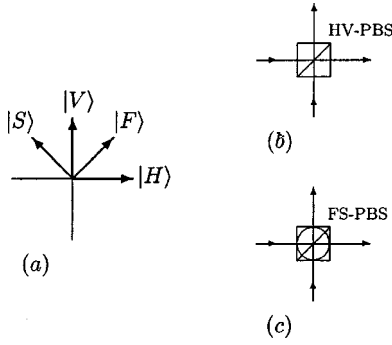 |S⟩ |V⟩ |F⟩
|H⟩
(a)
HV-PBS
(b)
FS-PBS
(c)